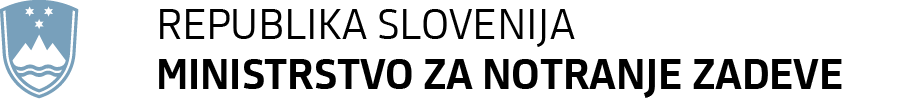 REPUBLIKA SLOVENIJA
MINISTRSTVO ZA NOTRANJE ZADEVE